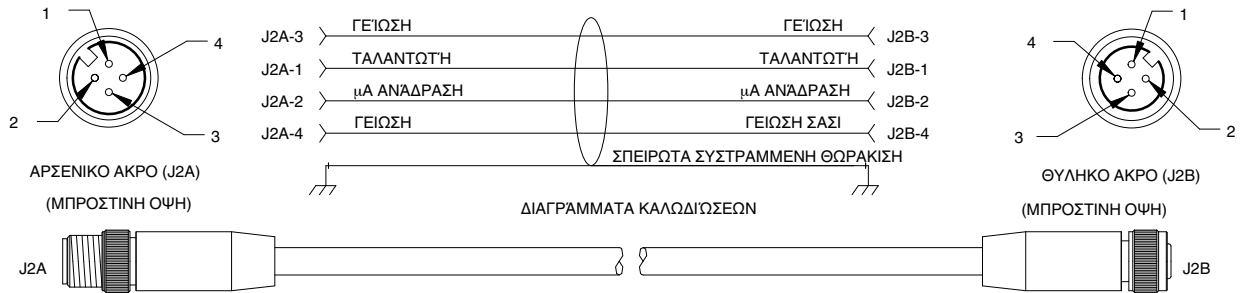 1
4
2
3
ΑΡΣΕΝΙΚΟ ΑΚΡΟ (J2A)
(ΜΠΡΟΣΤΙΝΗ ΟΨΗ)
J2A-3 ΓΕΊΩΣΗ ΓΕΊΩΣΗ J2B-3
J2A-1 ΤΑΛΑΝΤΩΤΉ ΤΑΛΑΝΤΩΤΉ J2B-1
J2A-2 μΑ ΑΝΆΔΡΑΣΗ μΑ ΑΝΆΔΡΑΣΗ J2B-2
J2A-4 ΓΕΙΩΣΗ ΓΕΙΩΣΗ ΣΑΣΙ J2B-4
ΣΠΕΙΡΩΤΑ ΣΥΣΤΡΑΜΜΕΝΗ ΘΩΡΑΚΙΣΗ
ΔΙΑΓΡΆΜΜΑΤΑ ΚΑΛΩΔΙΏΣΕΩΝ
1
4
3
2
ΘΥΛΗΚΟ ΑΚΡΟ (J2B)
(ΜΠΡΟΣΤΙΝΗ ΟΨΗ)
J2A
J2B